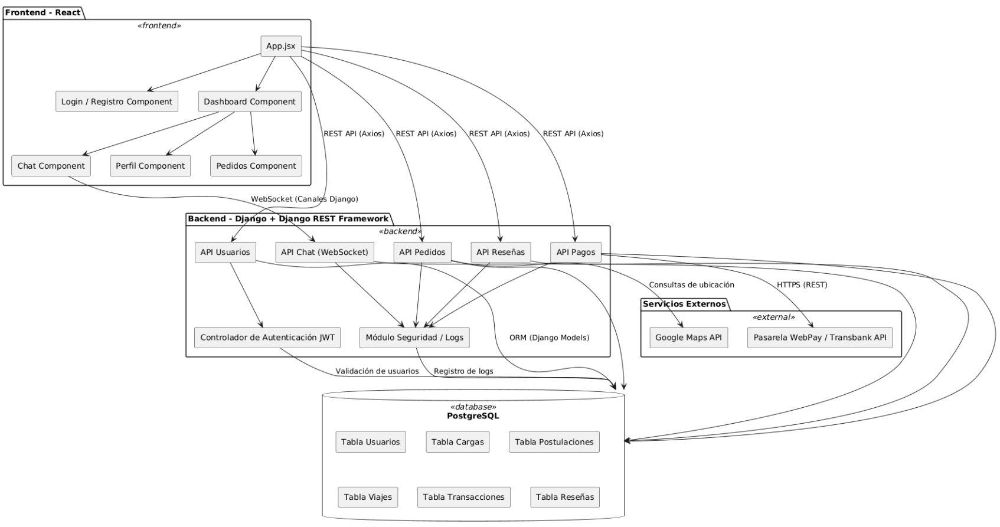 Frontend - React
«frontend»
App.jsx
Login / Registro Component
Dashboard Component
REST API (Axios)
REST API (Axios)
REST API (Axios)
REST API (Axios)
Chat Component
Perfil Component
Pedidos Component
WebSocket (Canales Django)
Backend - Django + Django REST Framework
«backend»
API Usuarios
API Chat (WebSocket)
API Pedidos
API Reseñas
API Pagos
Consultas de ubicación
HTTPS (REST)
Servicios Externos
«external»
Google Maps API
Pasarela WebPay / Transbank API
Controlador de Autenticación JWT
Módulo Seguridad / Logs
ORM (Django Models)
Validación de usuarios
Registro de logs
«database»
PostgreSQL
Tabla Usuarios
Tabla Cargas
Tabla Postulaciones
Tabla Viajes
Tabla Transacciones
Tabla Reseñas